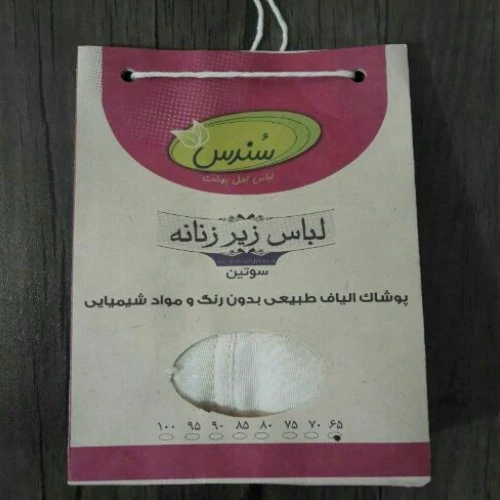 سُندس
لباس اهل بهشت
لباس زیر زنانه
سوتین
پوشاک الیاف طبیعی بدون رنگ و مواد شیمیایی
۶۵ ۷۰ ۷۵ ۸۰ ۸۵ ۹۰ ۹۵ ۱۰۰